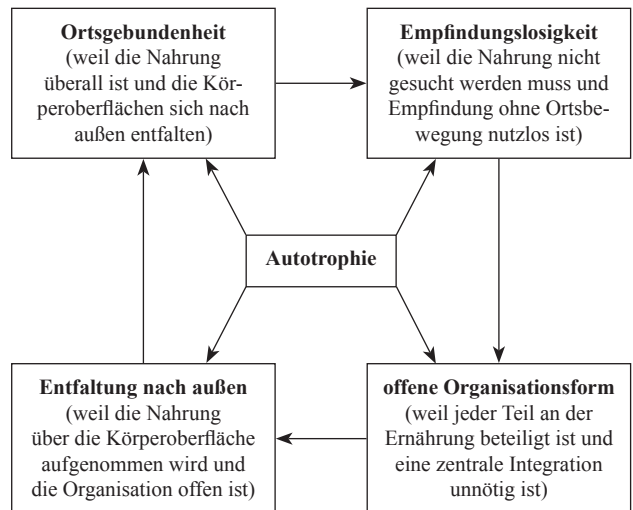 Ortsgebundenheit
(weil die Nahrung
überall ist und die Kör-
peroberflächen sich nach
außen entfalten)
Empfindungslosigkeit
(weil die Nahrung nicht
gesucht werden muss und
Empfindung ohne Ortsbe-
wegung nutzlos ist)
Autotrophie
Entfaltung nach außen
(weil die Nahrung
über die Körperoberfläche
aufgenommen wird und
die Organisation offen ist)
offene Organisationsform
(weil jeder Teil an der
Ernährung beteiligt ist und
eine zentrale Integration
unnötig ist)